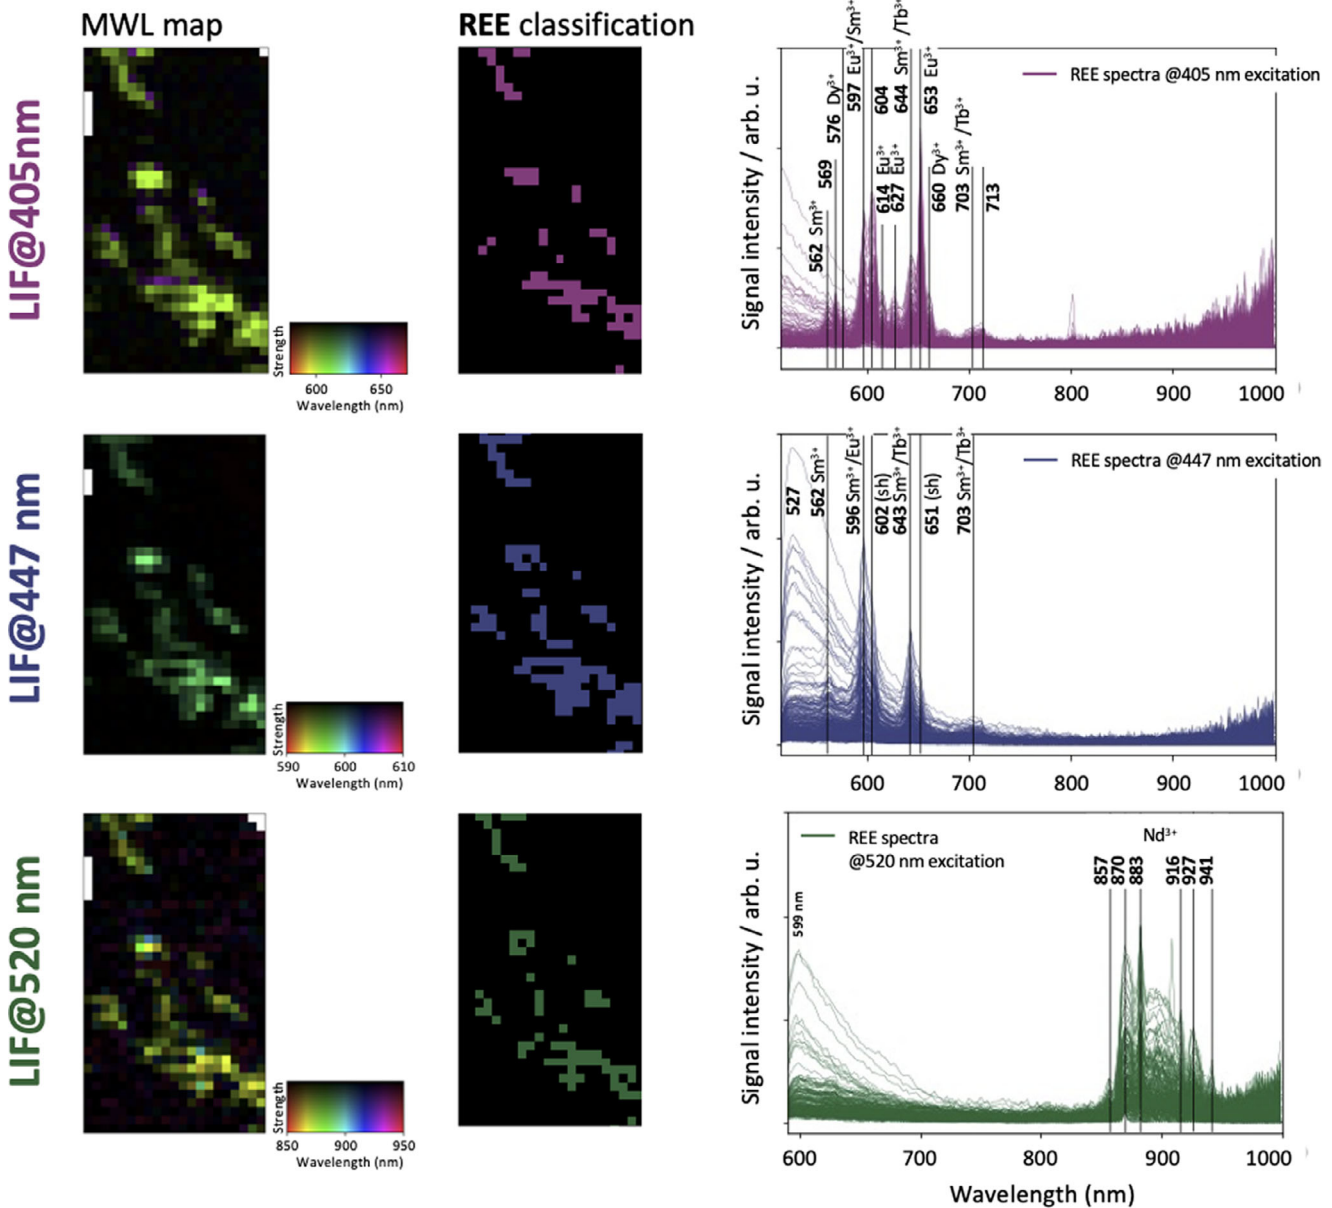 MWL map
REE classification
LIF@405nm
Strength
600 650
Wavelength (nm)
Signal intensity / arb. u.
562 Sm³⁺
569
576 Dy³⁺
597 Eu³⁺/Sm³⁺
604
614 Eu³⁺
627 Eu³⁺
644 Sm³⁺/Tb³⁺
653 Eu³⁺
660 Dy³⁺
703 Sm³⁺/Tb³⁺
713
REE spectra @405 nm excitation
600 700 800 900 1000
LIF@447 nm
Strength
590 600 610
Wavelength (nm)
Signal intensity / arb. u.
527
562 Sm³⁺
596 Sm³⁺/Eu³⁺
602 (sh)
643 Sm³⁺/Tb³⁺
651 (sh)
703 Sm³⁺/Tb³⁺
REE spectra @447 nm excitation
600 700 800 900 1000
LIF@520 nm
Strength
850 900 950
Wavelength (nm)
Signal intensity / arb. u.
REE spectra
@520 nm excitation
599 nm
Nd³⁺
857
870
883
916
927
941
600 700 800 900 1000
Wavelength (nm)